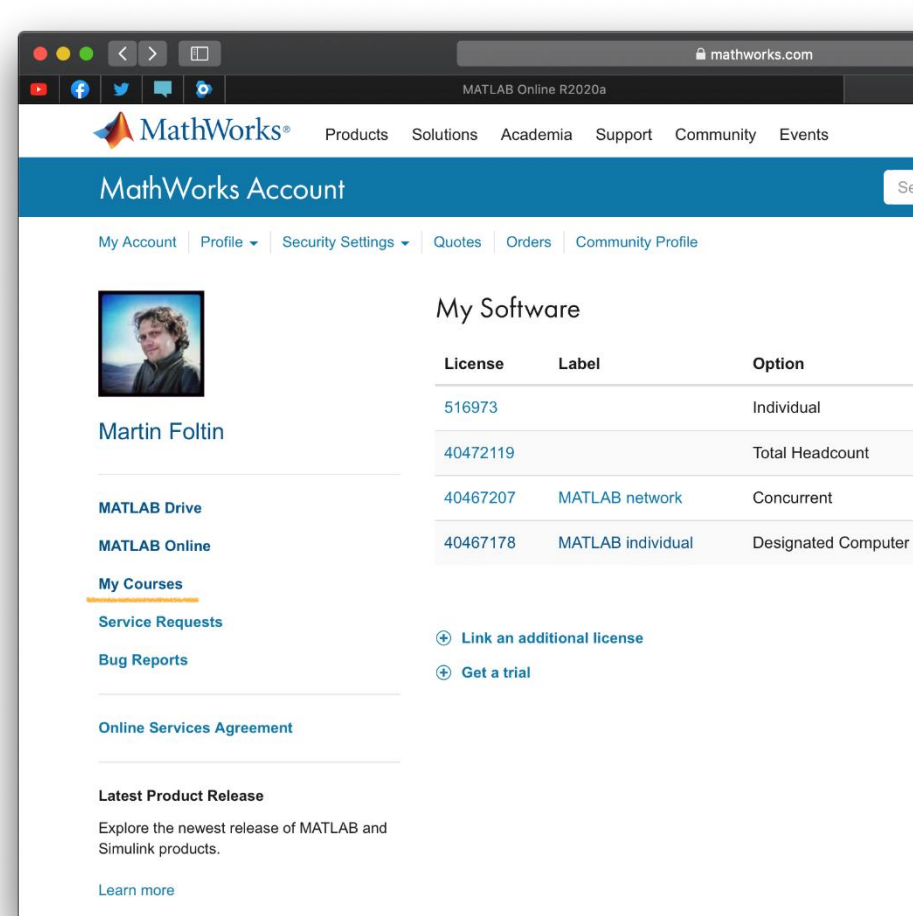 mathworks.com
MATLAB Online R2020a
MathWorks® Products Solutions Academia Support Community Events
MathWorks Account
My Account Profile Security Settings Quotes Orders Community Profile
My Software
License Label Option
516973 Individual
40472119 Total Headcount
40467207 MATLAB network Concurrent
40467178 MATLAB individual Designated Computer
Link an additional license
Get a trial
Martin Foltin
MATLAB Drive
MATLAB Online
My Courses
Service Requests
Bug Reports
Online Services Agreement
Latest Product Release
Explore the newest release of MATLAB and
Simulink products.
Learn more